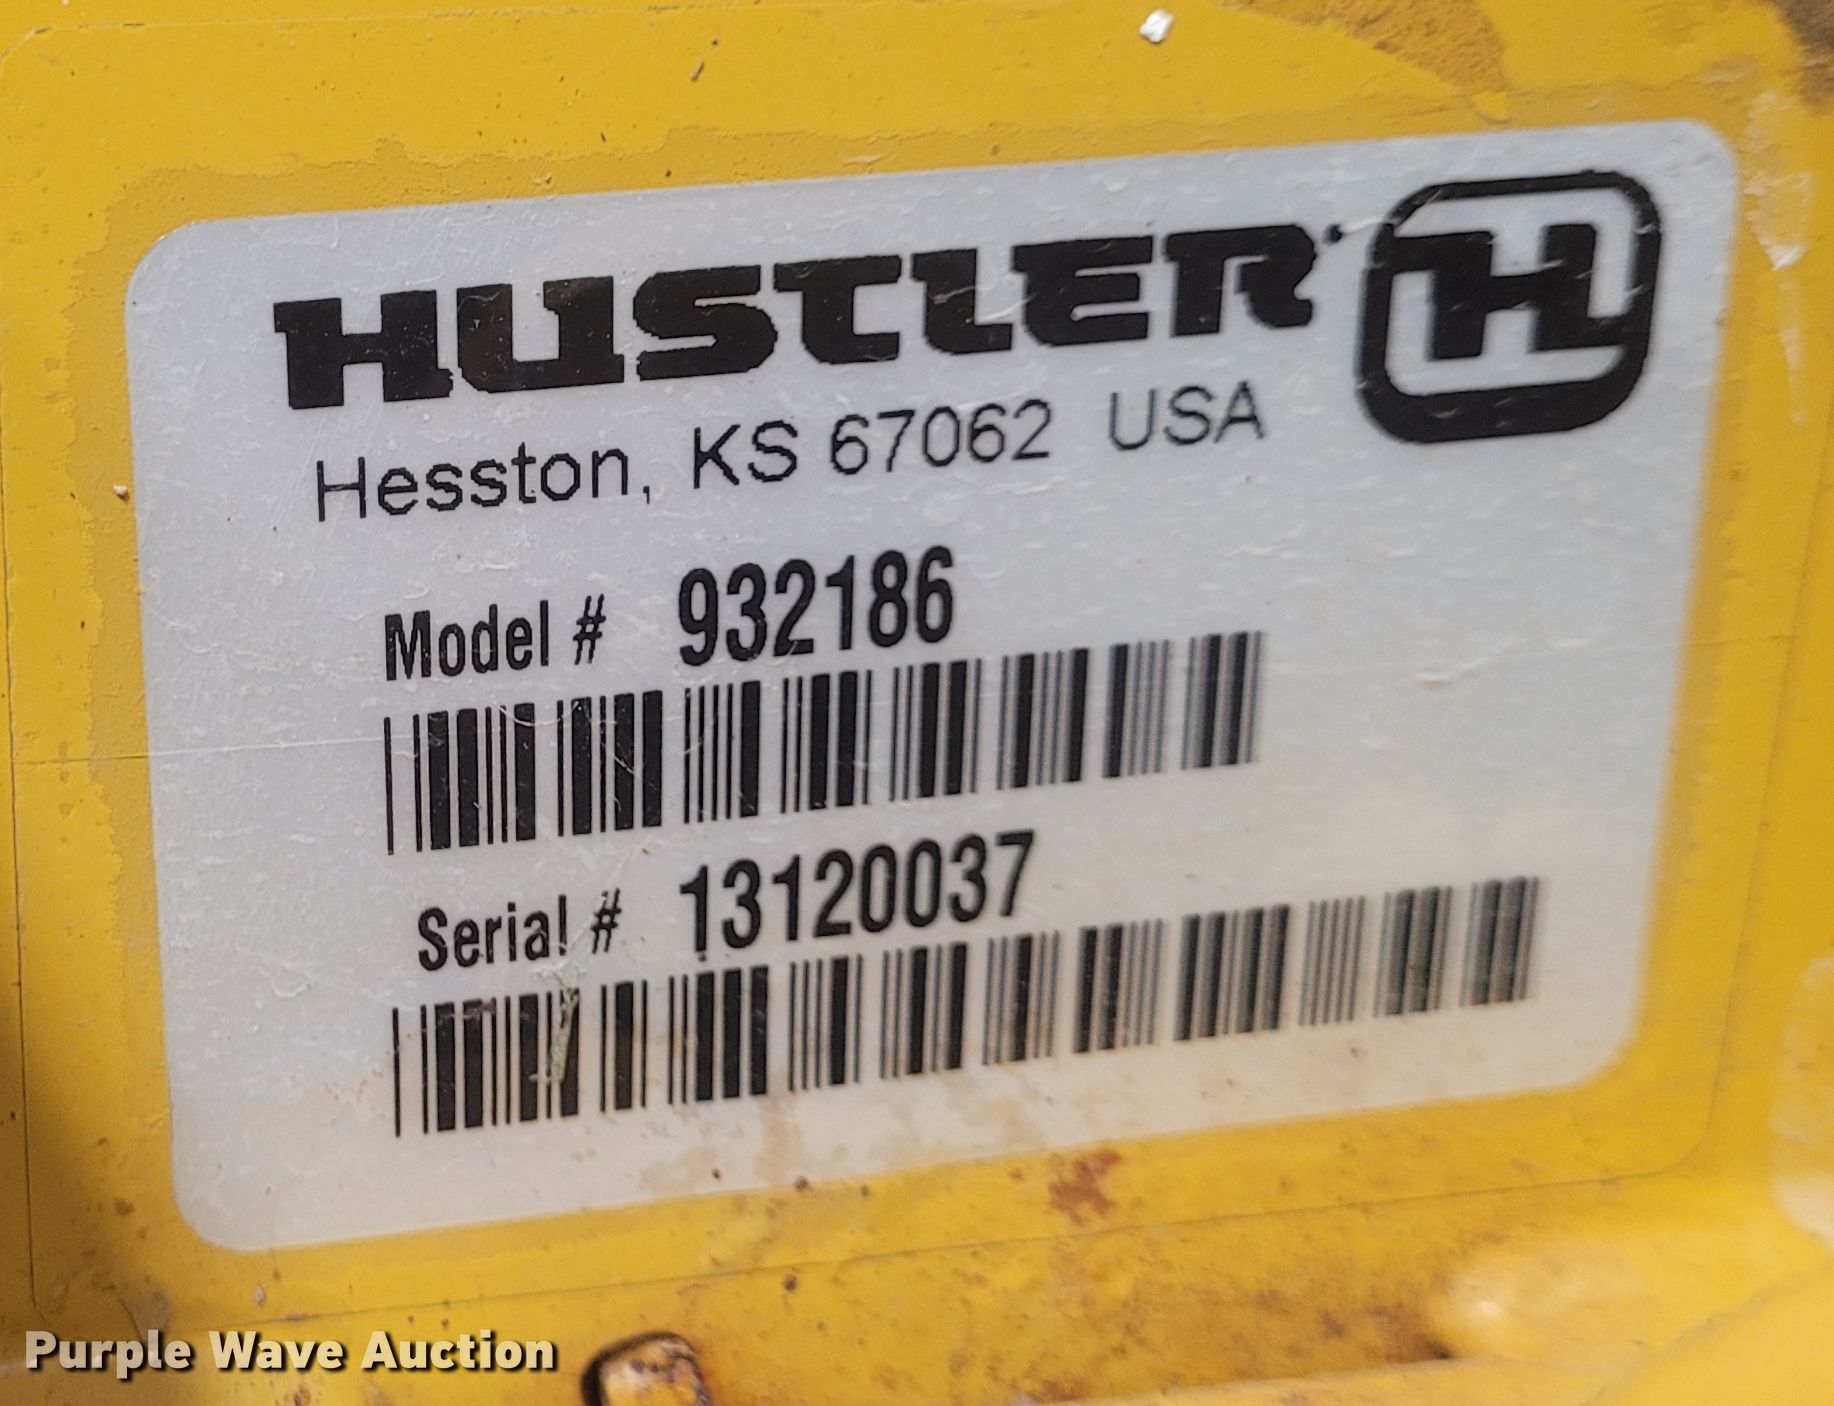 HUSTLER
H
Hesston, KS 67062 USA
Model # 932186
Serial # 13120037
Purple Wave Auction